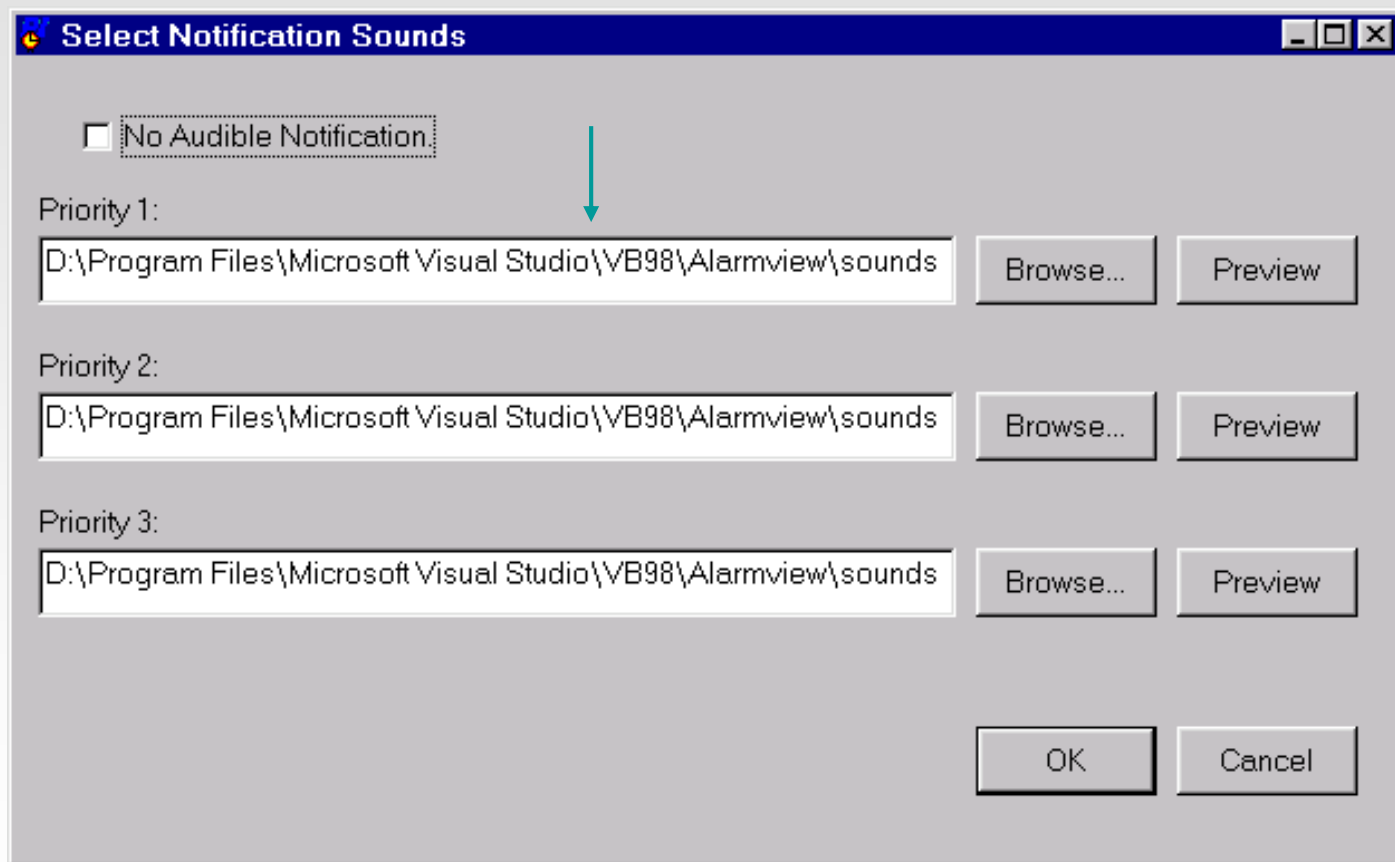 Select Notification Sounds
No Audible Notification.
Priority 1:
D:\Program Files\Microsoft Visual Studio\VB98\Alarmview\sounds Browse... Preview
Priority 2:
D:\Program Files\Microsoft Visual Studio\VB98\Alarmview\sounds Browse... Preview
Priority 3:
D:\Program Files\Microsoft Visual Studio\VB98\Alarmview\sounds Browse... Preview
OK Cancel